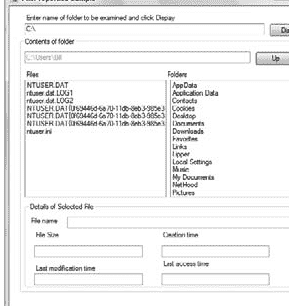 Enter name of folder to be examined and click Display
C:\
Contents of folder
C:\Users\Bill
Up
Files
Folders
NTUSER.DAT
ntuser.dat.LOG1
ntuser.dat.LOG2
ntuser.ini
AppData
Application Data
Contacts
Cookies
Desktop
Documents
Downloads
Favorites
Links
Local Settings
Music
My Documents
NetHood
Pictures
Details of Selected File
File name
File Size
Creation time
Last modification time
Last access time